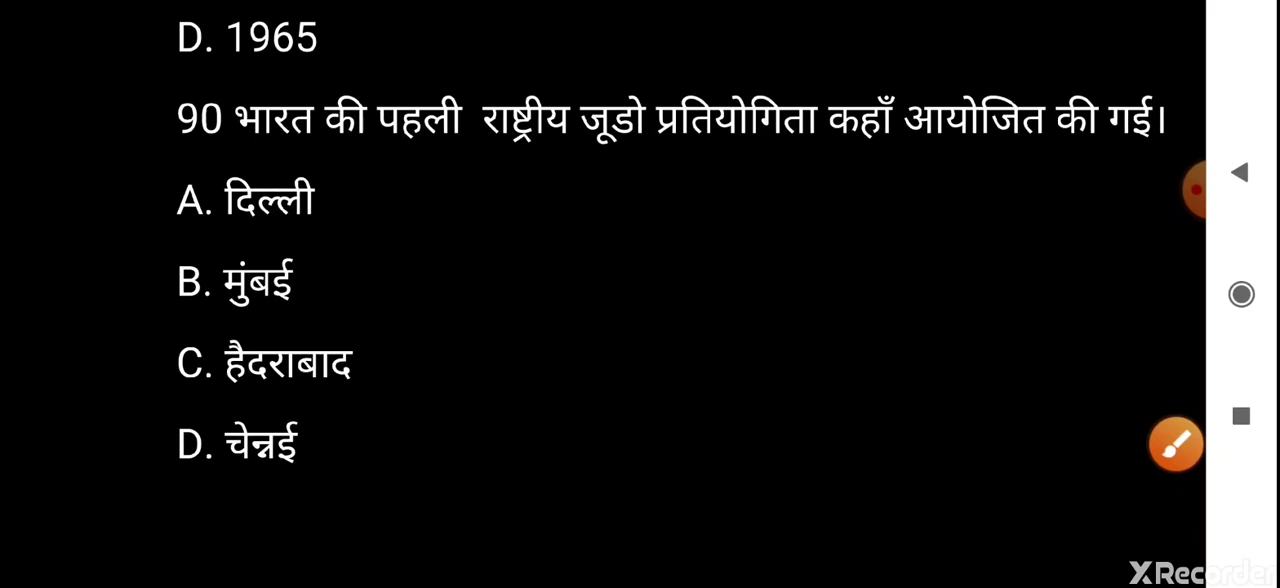 D. 1965
90 भारत की पहली राष्ट्रीय जूडो प्रतियोगिता कहाँ आयोजित की गई।
A. दिल्ली
B. मुंबई
C. हैदराबाद
D. चेन्नई
XRecorder